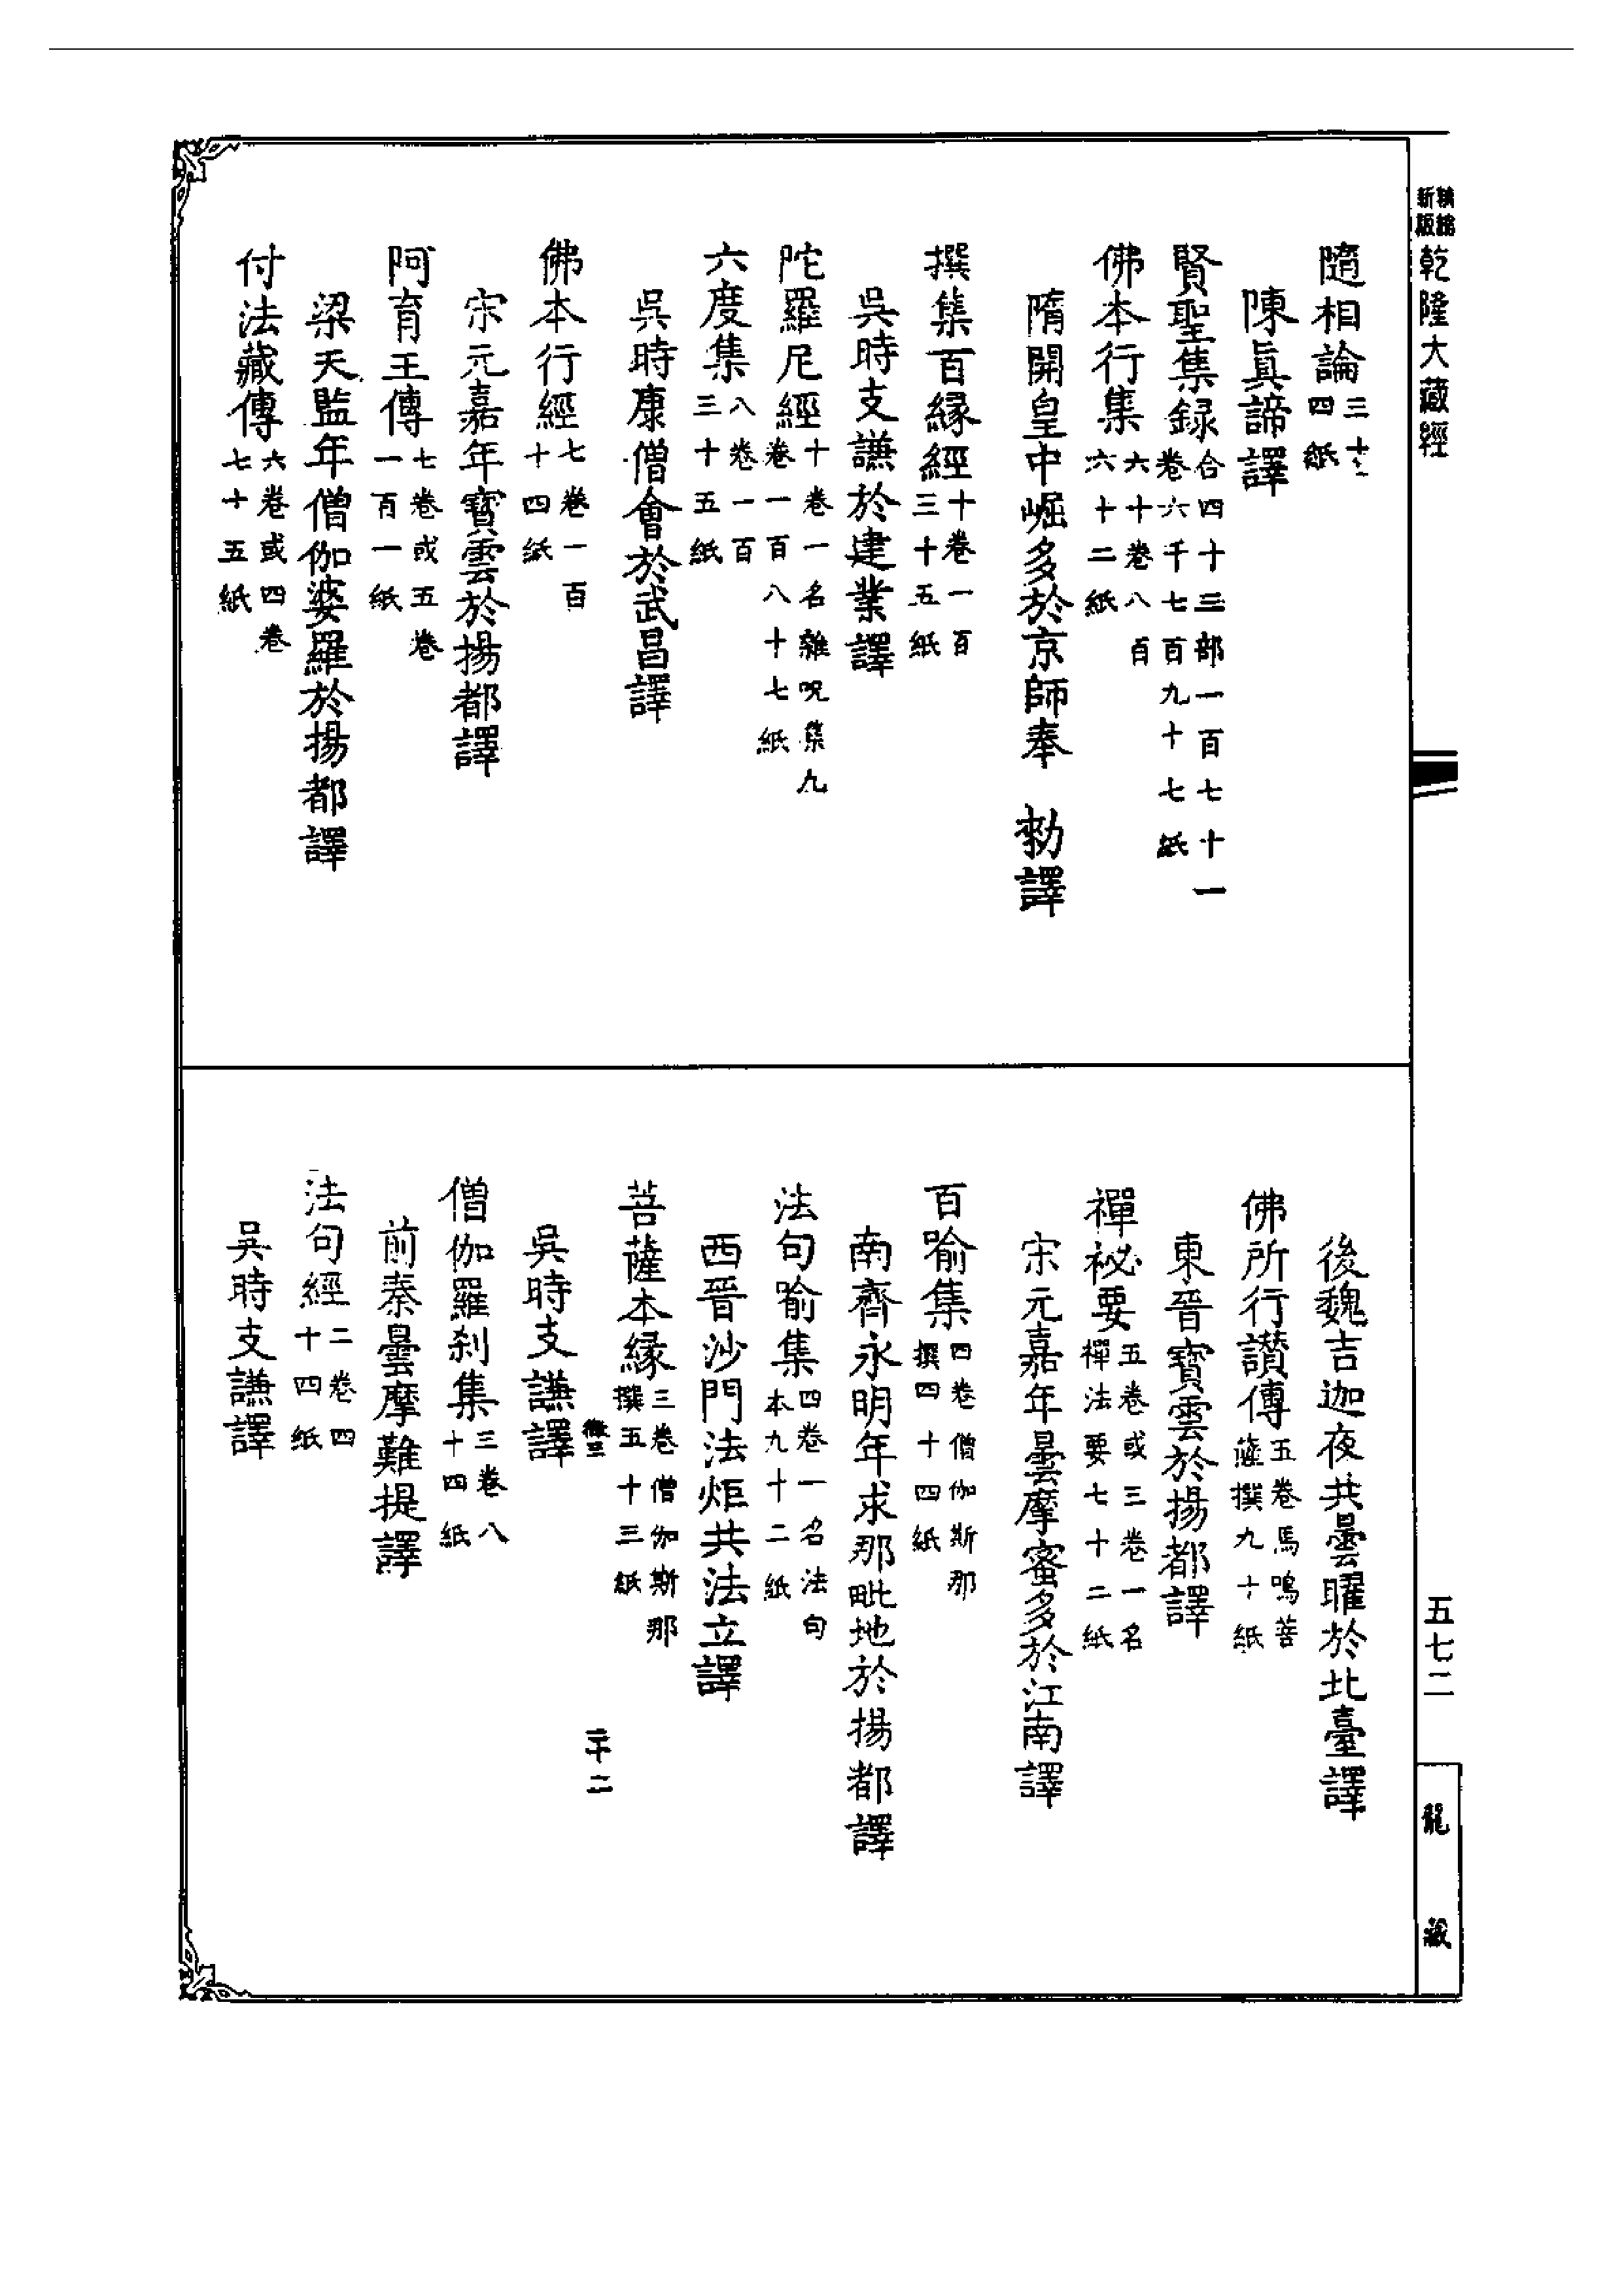 新版精縮乾隆大藏經
隨相論三十四紙
陳眞諦譯
賢聖集録合四十三部一百七十一卷六千七百九十七紙
佛本行集六十卷八百六十二紙
隋開皇中崛多於京師奉 勑譯
撰集百縁經十卷一百三十五紙
吳時支謙於建業譯
陀羅尼經十卷一名雜呪集九卷一百八十七紙
六度集八卷一百三十五紙
吳時康僧會於武昌譯
佛本行經七卷一百十四紙
宋元嘉年寶雲於揚都譯
阿育王傳七卷或五卷一百一紙
梁天監年僧伽婆羅於揚都譯
付法藏傳六卷或四卷七十五紙
後魏吉迦夜共曇曜於北臺譯
佛所行讃傳五卷馬鳴菩薩撰九十紙
東晉寶雲於揚都譯
禪祕要五卷或三卷一名禪法要七十二紙
宋元嘉年曇摩蜜多於江南譯
百喻集四卷僧伽斯那撰四十四紙
南齊永明年求那毗地於揚都譯
法句喻集四卷一名法句本九十二紙
西晉沙門法炬共法立譯
菩薩本縁三卷僧伽斯那撰五十三紙
二十二
吳時支謙譯
僧伽羅刹集三卷八十四紙
前秦曇摩難提譯
法句經二卷四十四紙
吳時支謙譯
五七二
龍藏